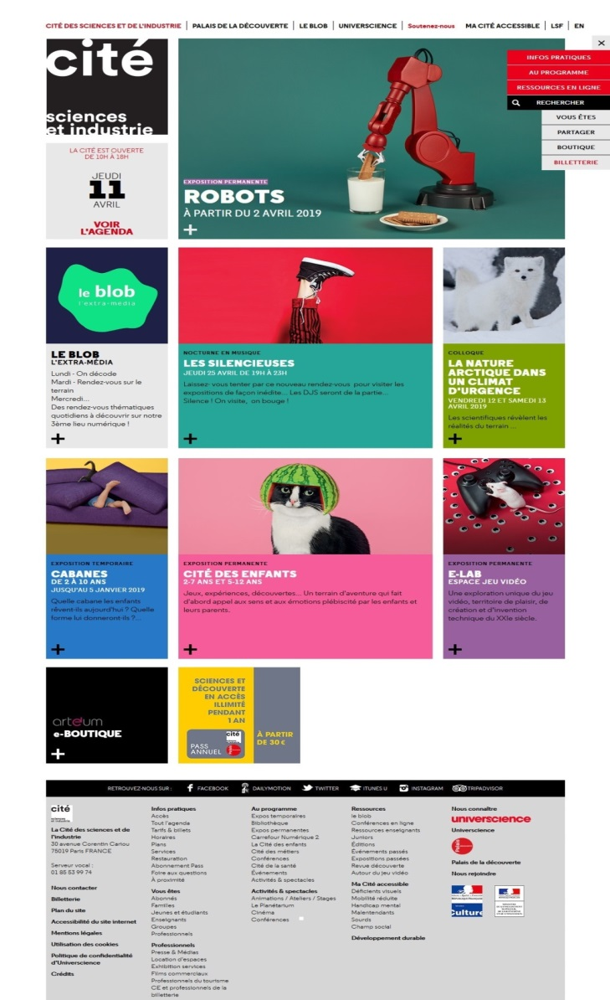 CITÉ DES SCIENCES ET DE L'INDUSTRIE
PALAIS DE LA DÉCOUVERTE
LE BLOB
UNIVERSCIENCE
Soutenez-nous
MA CITÉ ACCESSIBLE
LSF
EN
cité
sciences
et industrie
LA CITÉ EST OUVERTE
DE 10H À 18H
JEUDI
11
AVRIL
VOIR
L'AGENDA
EXPOSITION PERMANENTE
ROBOTS
À PARTIR DU 2 AVRIL 2019
+
×
INFOS PRATIQUES
AU PROGRAMME
RESSOURCES EN LIGNE
RECHERCHER
VOUS ÊTES
PARTAGER
BOUTIQUE
BILLETTERIE
le blob
l'extra-média
LE BLOB
L'EXTRA-MÉDIA
Lundi - On décode
Mardi - Rendez-vous sur le
terrain
Mercredi...
Des rendez-vous thématiques
quotidiens à découvrir sur notre
3ème lieu numérique !
+
NOCTURNE EN MUSIQUE
LES SILENCIEUSES
JEUDI 25 AVRIL DE 19H À 23H
Laissez- vous tenter par ce nouveau rendez-vous pour visiter les
expositions de façon inédite... Les DJS seront de la partie...
Silence ! On visite, on bouge !
+
COLLOQUE
LA NATURE
ARCTIQUE DANS
UN CLIMAT
D'URGENCE
VENDREDI 12 ET SAMEDI 13
AVRIL 2019
Les scientifiques révèlent les
réalités du terrain ...
+
EXPOSITION TEMPORAIRE
CABANES
DE 2 À 10 ANS
JUSQU'AU 5 JANVIER 2019
Quelle cabane les enfants
rêvent-ils aujourd'hui ? Quelle
forme lui donneront-ils ?...
+
EXPOSITION PERMANENTE
CITÉ DES ENFANTS
2-7 ANS ET 5-12 ANS
Jeux, expériences, découvertes... Un terrain d'aventure qui fait
d'abord appel aux sens et aux émotions plébiscité par les enfants et
leurs parents.
+
EXPOSITION PERMANENTE
E-LAB
ESPACE JEU VIDÉO
Une exploration unique du jeu
vidéo, territoire de plaisir, de
création et d'invention
technique du XXIe siècle.
+
arteum
e-BOUTIQUE
+
SCIENCES ET
DÉCOUVERTE
EN ACCÈS
ILLIMITÉ
PENDANT
1 AN
cité
PASS
ANNUEL
À PARTIR
DE 30 €
RETROUVEZ-NOUS SUR :
FACEBOOK
DAILYMOTION
TWITTER
ITUNES U
INSTAGRAM
TRIPADVISOR
cité
sciences
et industrie
La Cité des sciences et de
l'industrie
30 avenue Corentin Cariou
75019 Paris FRANCE
Serveur vocal :
01 85 53 99 74
Nous contacter
Billetterie
Plan du site
Accessibilité du site internet
Mentions légales
Utilisation des cookies
Politique de confidentialité
d'Universcience
Crédits
Infos pratiques
Accès
Tout l'agenda
Tarifs & billets
Horaires
Plans
Services
Restauration
Abonnement Pass
Foire aux questions
À proximité
Vous êtes
Abonnés
Familles
Jeunes et étudiants
Enseignants
Groupes
Professionnels
Professionnels
Presse & Médias
Location d'espaces
Exhibition services
Films commerciaux
Professionnels du tourisme
CE et professionnels de la
billetterie
Au programme
Expos temporaires
Bibliothèque
Expos permanentes
Carrefour Numérique 2
La Cité des enfants
Cité des métiers
Conférences
Cité de la santé
Événements
Activités & spectacles
Activités & spectacles
Animations / Ateliers / Stages
Le Planétarium
Cinéma
Conférences
Ressources
le blob
Conférences en ligne
Ressources enseignants
Juniors
Éditions
Événements passés
Expositions passées
Revue découverte
Autour du jeu vidéo
Ma Cité accessible
Déficients visuels
Mobilité réduite
Handicap mental
Malentendants
Sourds
Champ social
Développement durable
Nous connaître
universcience
Universcience
Palais de la découverte
Nous rejoindre
Culture